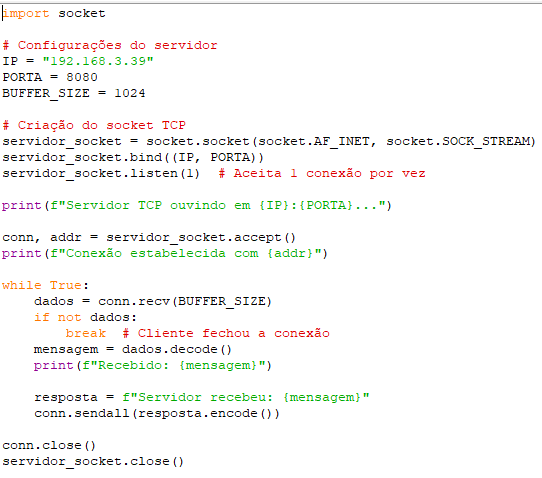 import socket

# Configurações do servidor
IP = "192.168.3.39"
PORTA = 8080
BUFFER_SIZE = 1024

# Criação do socket TCP
servidor_socket = socket.socket(socket.AF_INET, socket.SOCK_STREAM)
servidor_socket.bind((IP, PORTA))
servidor_socket.listen(1)  # Aceita 1 conexão por vez

print(f"Servidor TCP ouvindo em {IP}:{PORTA}...")

conn, addr = servidor_socket.accept()
print(f"Conexão estabelecida com {addr}")

while True:
    dados = conn.recv(BUFFER_SIZE)
    if not dados:
        break  # Cliente fechou a conexão
    mensagem = dados.decode()
    print(f"Recebido: {mensagem}")

    resposta = f"Servidor recebeu: {mensagem}"
    conn.sendall(resposta.encode())

conn.close()
servidor_socket.close()